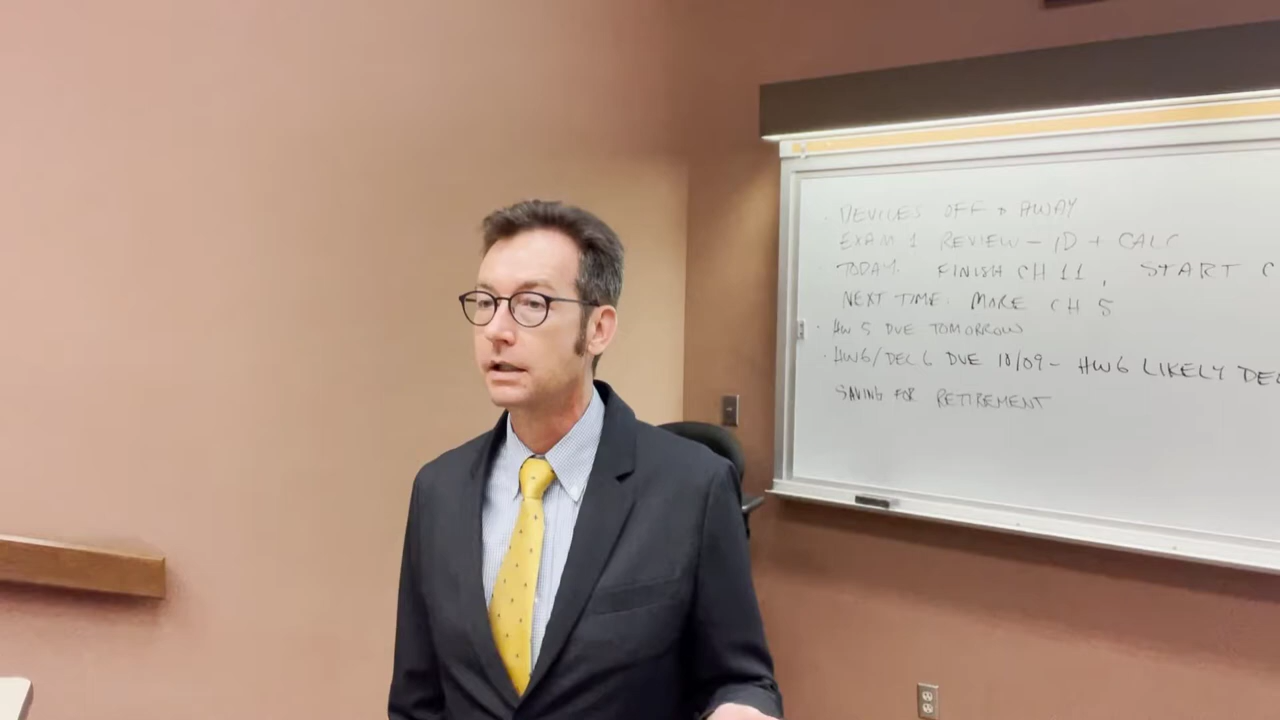 · DEVICES OFF + AWAY
EXAM 1 REVIEW - ID + CALC
TODAY: FINISH CH 11, START C
NEXT TIME: MORE CH 5
· HW 5 DUE TOMORROW
· HW6/DEC 6 DUE 10/09 - HW6 LIKELY DE
SAVING FOR RETIREMENT